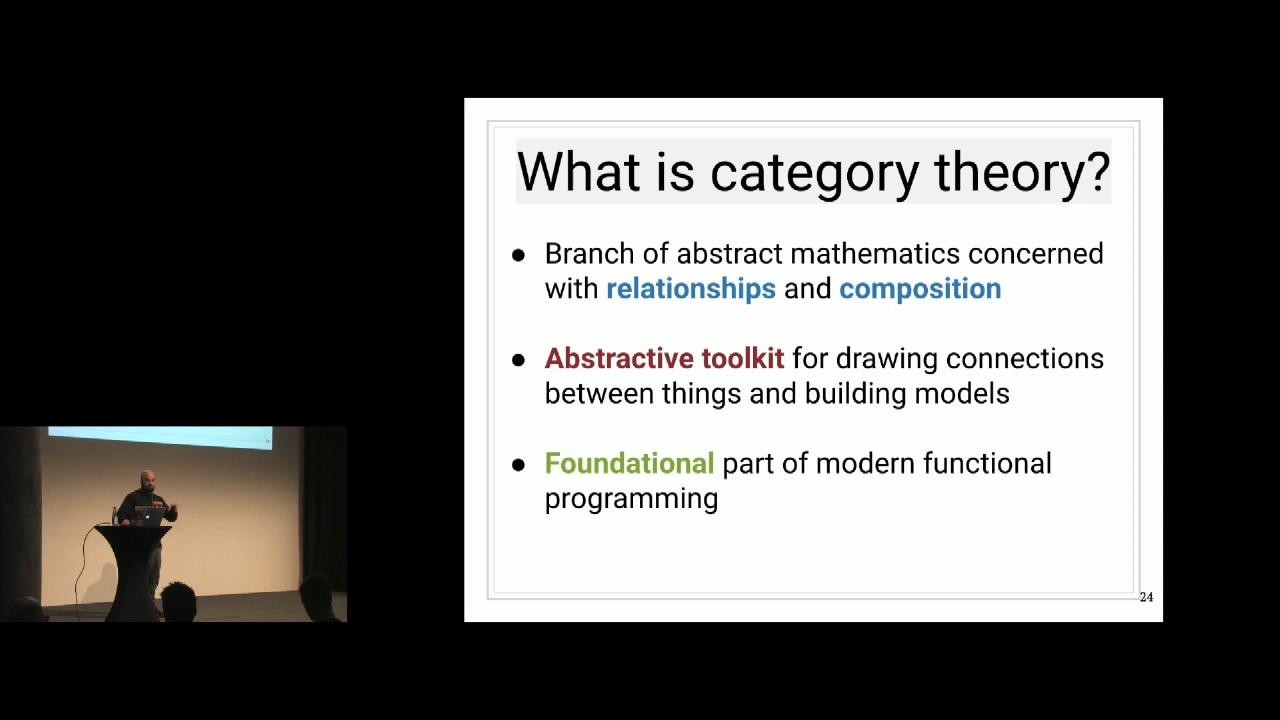 What is category theory?
● Branch of abstract mathematics concerned
with relationships and composition
● Abstractive toolkit for drawing connections
between things and building models
● Foundational part of modern functional
programming
24